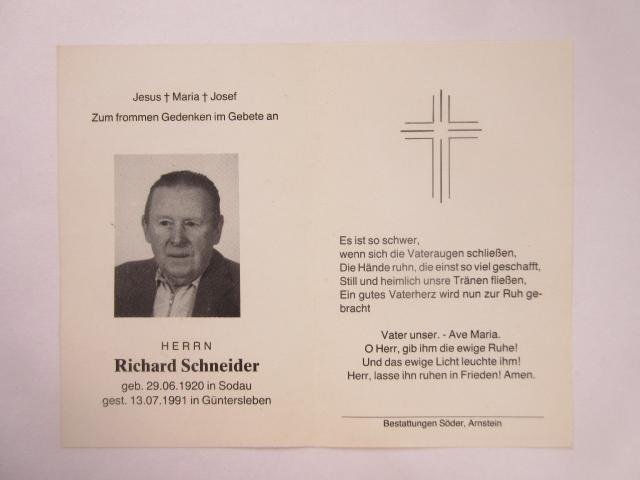 Jesus † Maria † Josef
Zum frommen Gedenken im Gebete an
HERRN
Richard Schneider
geb. 29.06.1920 in Sodau
gest. 13.07.1991 in Güntersleben
Es ist so schwer,
wenn sich die Vateraugen schließen,
Die Hände ruhn, die einst so viel geschafft,
Still und heimlich unsre Tränen fließen,
Ein gutes Vaterherz wird nun zur Ruh ge-
bracht
Vater unser. - Ave Maria.
O Herr, gib ihm die ewige Ruhe!
Und das ewige Licht leuchte ihm!
Herr, lasse ihn ruhen in Frieden! Amen.
Bestattungen Söder, Arnstein